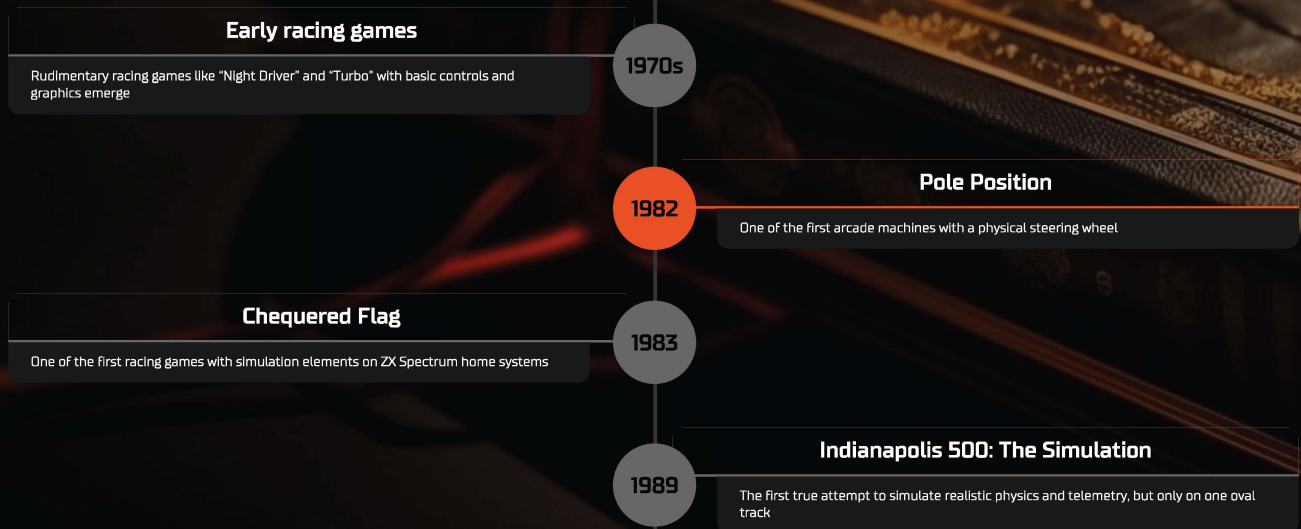 Early racing games
1970s
Rudimentary racing games like “Night Driver” and “Turbo” with basic controls and
graphics emerge
Pole Position
1982
One of the first arcade machines with a physical steering wheel
Chequered Flag
1983
One of the first racing games with simulation elements on ZX Spectrum home systems
Indianapolis 500: The Simulation
1989
The first true attempt to simulate realistic physics and telemetry, but only on one oval
track